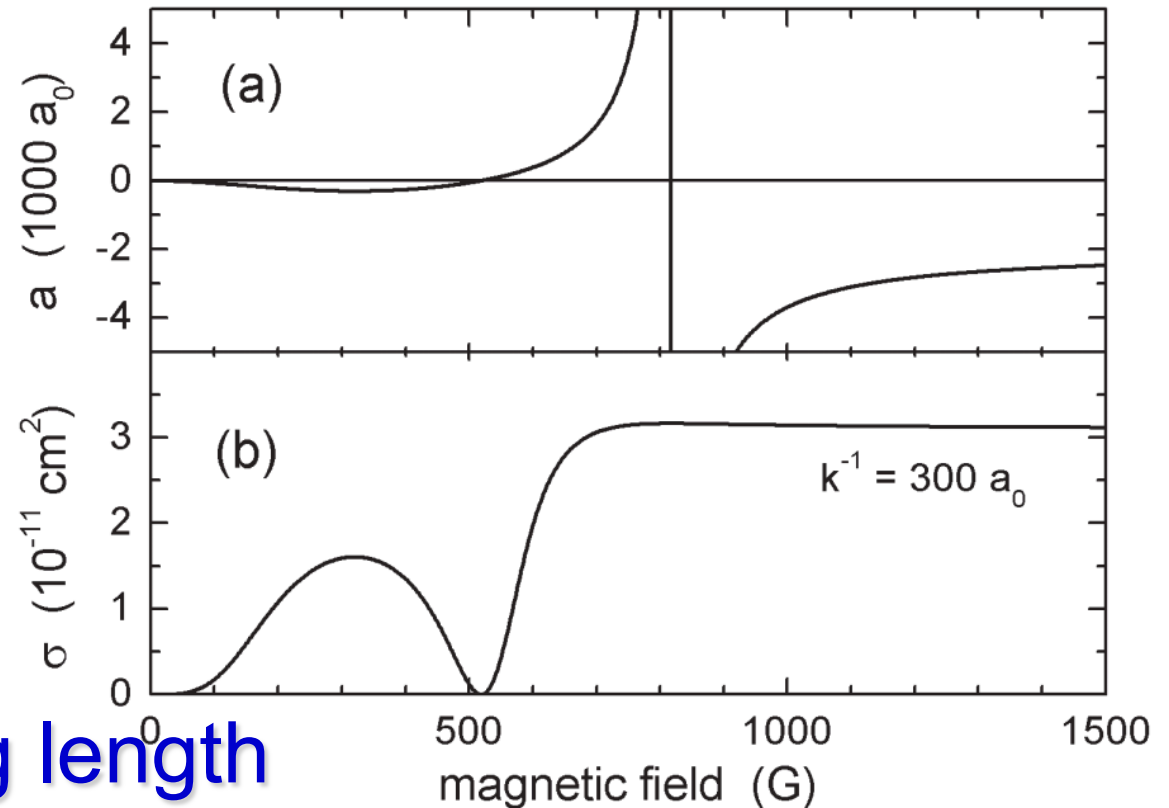 (a)
a (1000 a₀)
4
2
0
-2
-4
(b)
σ (10⁻¹¹ cm²)
3
2
1
0
k⁻¹ = 300 a₀
0 500 1000 1500
magnetic field (G)
g length